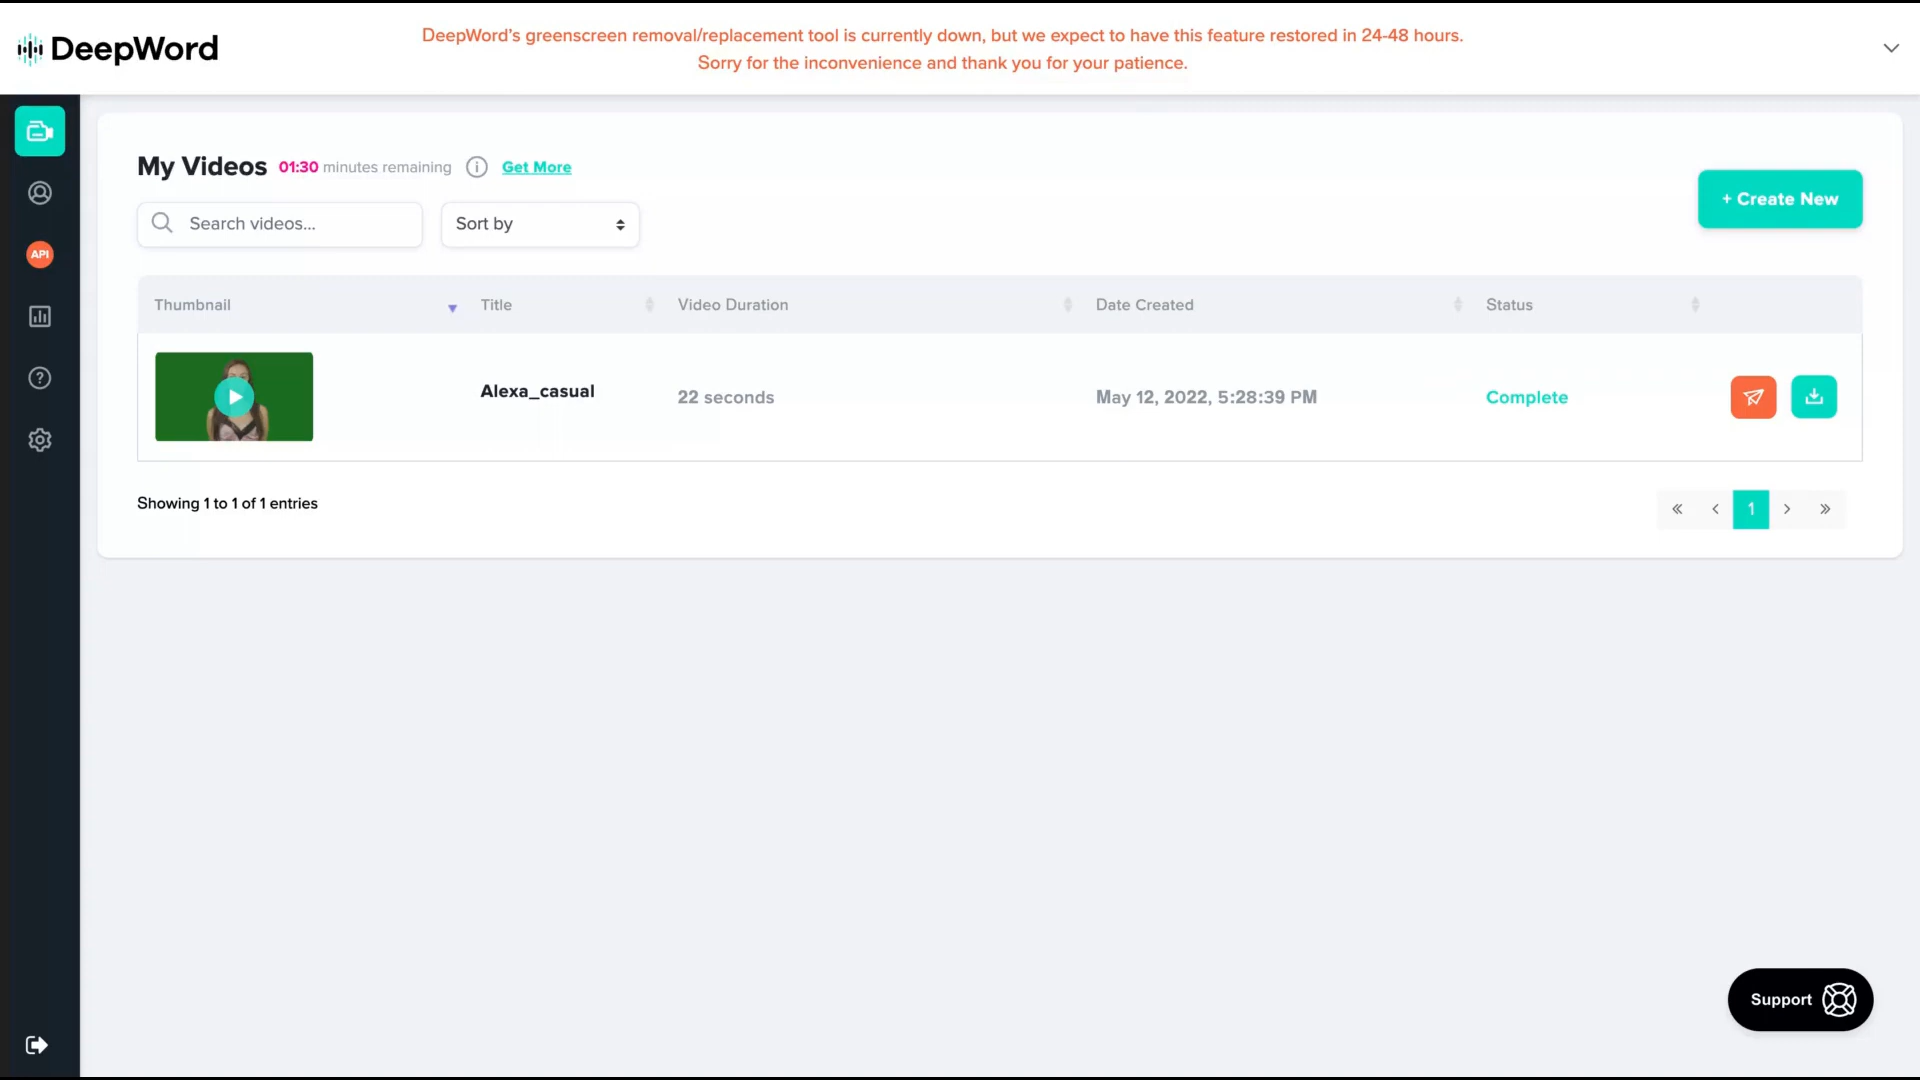 DeepWord
DeepWord's greenscreen removal/replacement tool is currently down, but we expect to have this feature restored in 24-48 hours.
Sorry for the inconvenience and thank you for your patience.
API
My Videos 01:30 minutes remaining i Get More
+ Create New
Search videos...
Sort by
Thumbnail Title Video Duration Date Created Status
Alexa_casual 22 seconds May 12, 2022, 5:28:39 PM Complete
Showing 1 to 1 of 1 entries
« ‹ 1 › »
Support